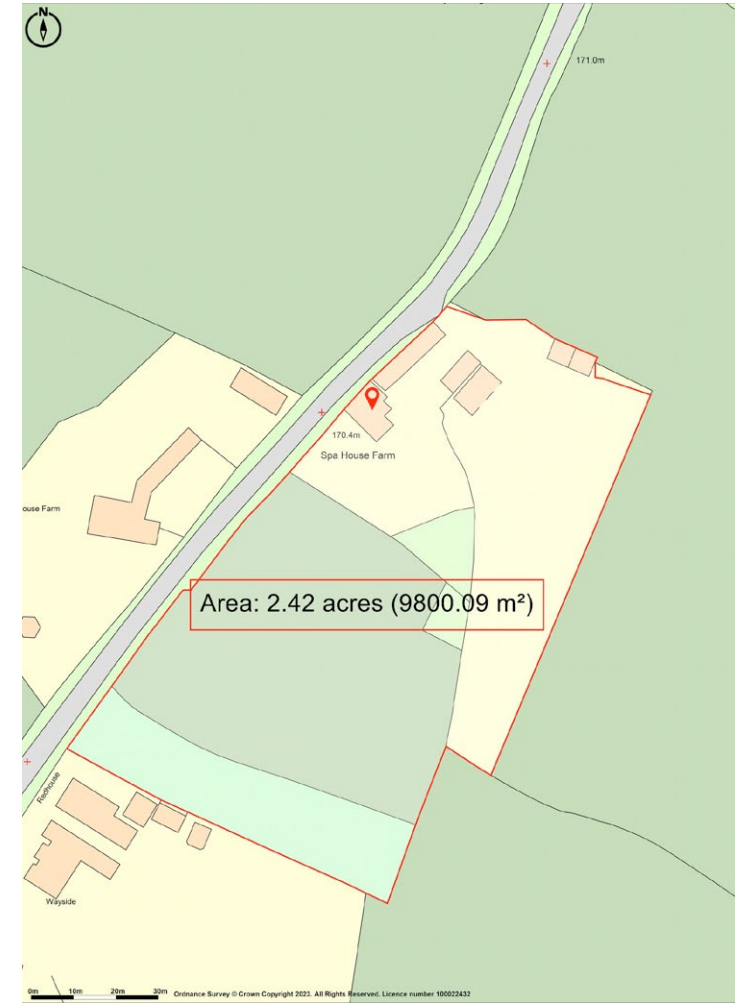 N
171.0m
170.4m
Spa House Farm
ouse Farm
Area: 2.42 acres (9800.09 m²)
Redhouse
Wayside
0m 10m 20m 30m Ordnance Survey © Crown Copyright 2023. All Rights Reserved. Licence number 100022432